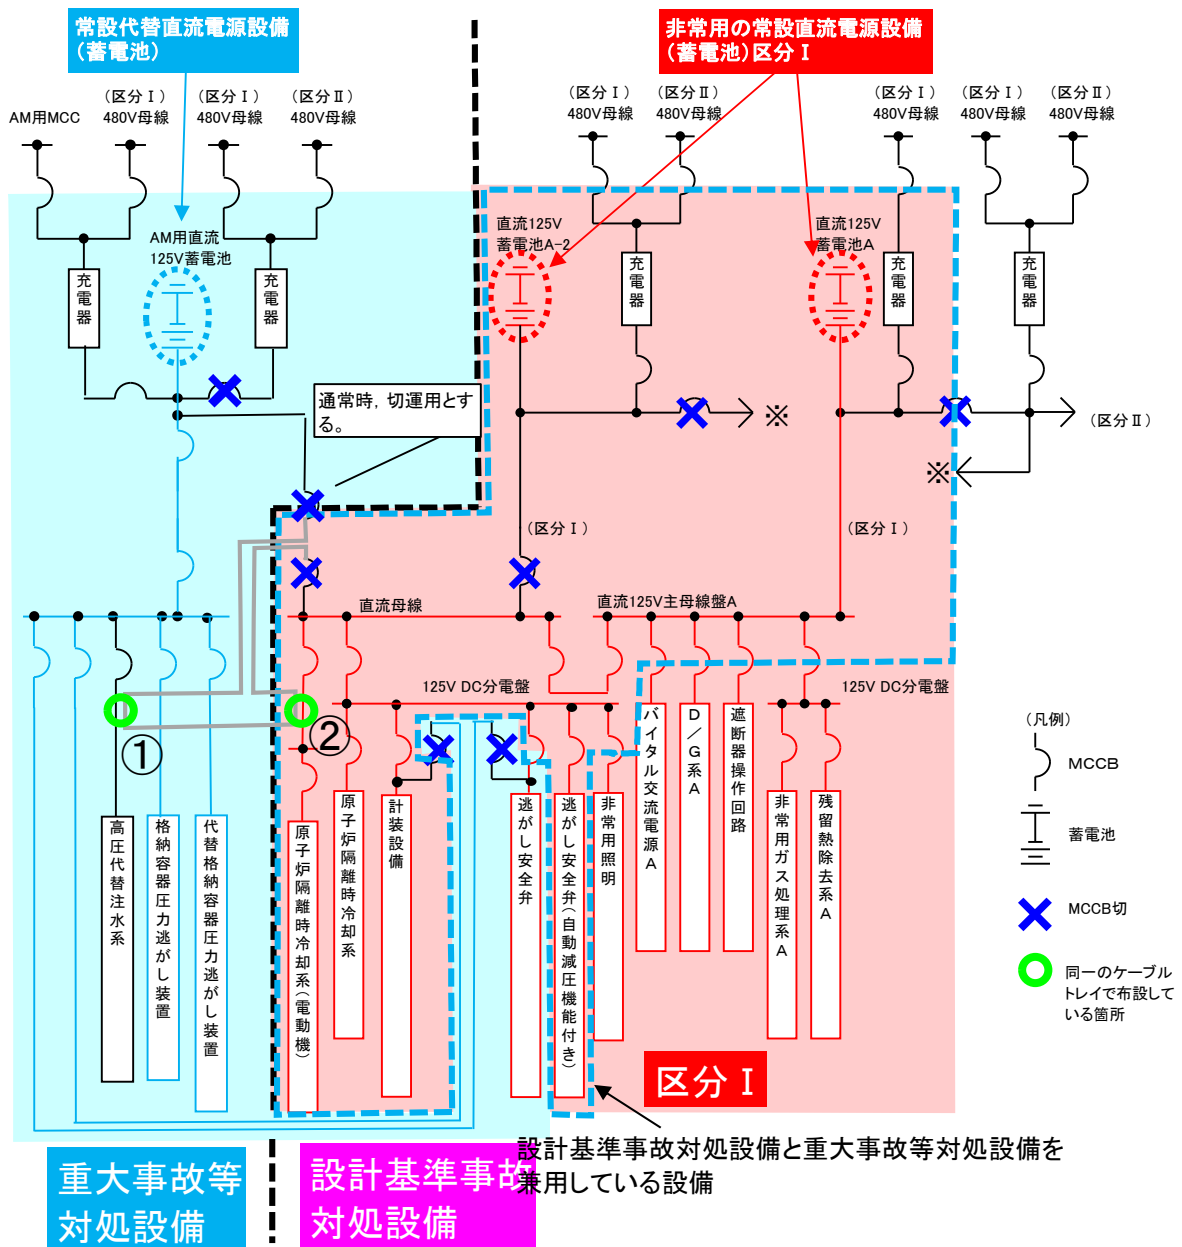 常設代替直流電源設備
（蓄電池）
非常用の常設直流電源設備
（蓄電池）区分Ⅰ
AM用MCC
（区分Ⅰ）
480V母線
（区分Ⅰ）
480V母線
（区分Ⅱ）
480V母線
（区分Ⅰ）
480V母線
（区分Ⅱ）
480V母線
（区分Ⅰ）
480V母線
（区分Ⅰ）
480V母線
（区分Ⅱ）
480V母線
AM用直流
125V蓄電池
直流125V
蓄電池A-2
直流125V
蓄電池A
充電器
充電器
充電器
充電器
充電器
通常時，切運用とす
る。
※
（区分Ⅱ）
※
（区分Ⅰ）
（区分Ⅰ）
直流母線
直流125V主母線盤A
125V DC分電盤
125V DC分電盤
①
②
高圧代替注水系
格納容器圧力逃がし装置
代替格納容器圧力逃がし装置
原子炉隔離時冷却系（電動機）
原子炉隔離時冷却系
計装設備
逃がし安全弁
逃がし安全弁（自動減圧機能付き）
非常用照明
バイタル交流電源A
D／G系A
遮断器操作回路
非常用ガス処理系A
残留熱除去系A
（凡例）
MCCB
蓄電池
MCCB切
同一のケーブル
トレイで布設して
いる箇所
区分Ⅰ
設計基準事故対処設備と重大事故等対処設備を
兼用している設備
重大事故等
対処設備
設計基準事故
対処設備